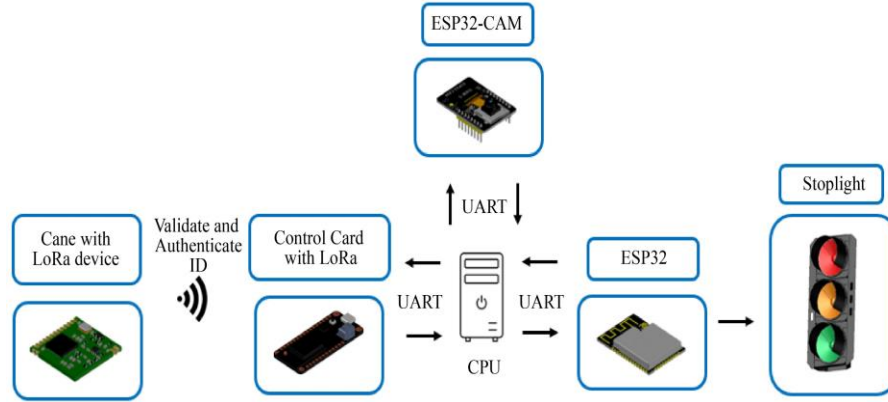 ESP32-CAM
UART
Stoplight
Cane with
LoRa device
Validate and
Authenticate
ID
Control Card
with LoRa
UART
UART
ESP32
CPU